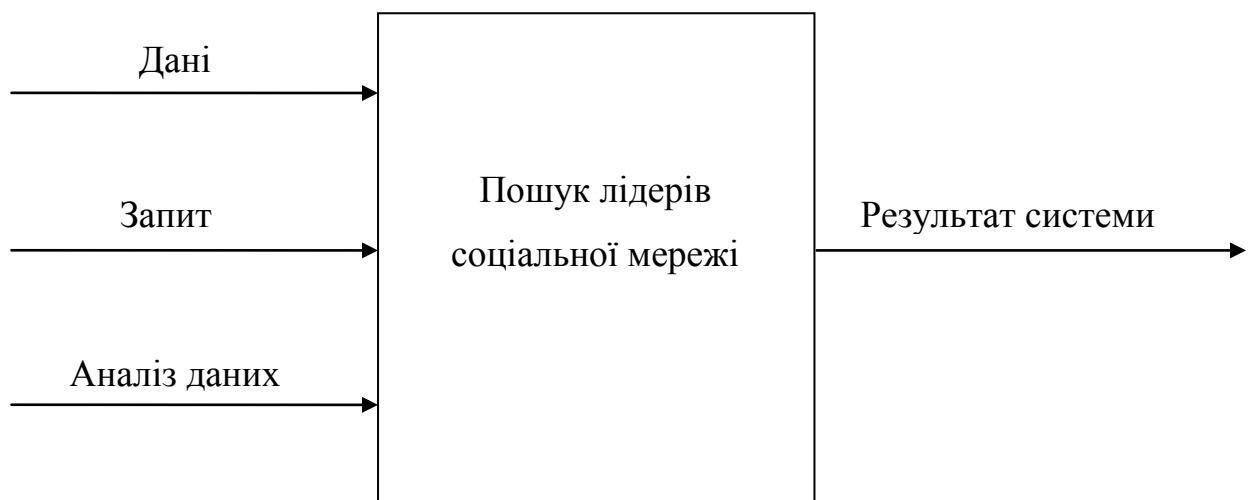 Дані
Запит
Аналіз даних
Пошук лідерів
соціальної мережі
Результат системи